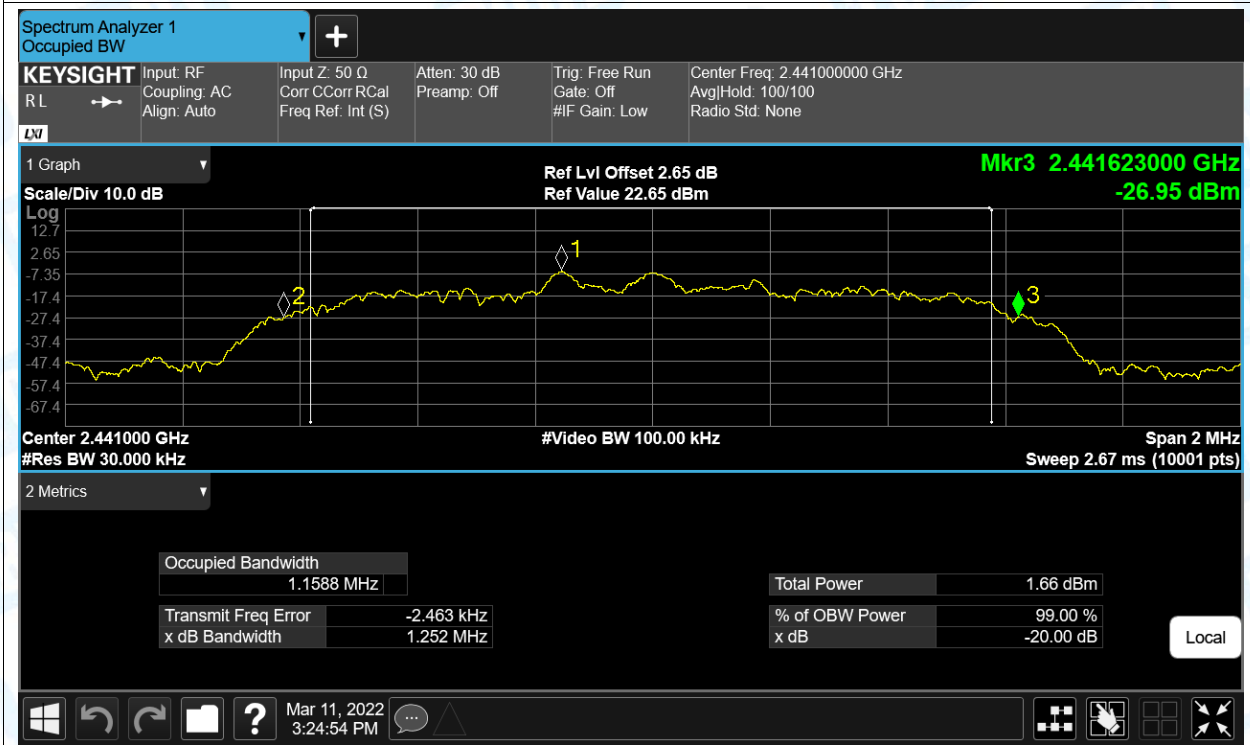 Spectrum Analyzer 1
Occupied BW
▼
+
KEYSIGHT
R L
LXI
Input: RF
Coupling: AC
Align: Auto
Input Z: 50 Ω
Corr CCorr RCal
Freq Ref: Int (S)
Atten: 30 dB
Preamp: Off
Trig: Free Run
Gate: Off
#IF Gain: Low
Center Freq: 2.441000000 GHz
Avg|Hold: 100/100
Radio Std: None
1 Graph ▼
Scale/Div 10.0 dB
Ref Lvl Offset 2.65 dB
Ref Value 22.65 dBm
Mkr3 2.441623000 GHz
-26.95 dBm
Log
12.7
2.65
-7.35
-17.4
-27.4
-37.4
-47.4
-57.4
-67.4
1
2
3
Center 2.441000 GHz
#Res BW 30.000 kHz
#Video BW 100.00 kHz
Span 2 MHz
Sweep 2.67 ms (10001 pts)
2 Metrics ▼
Occupied Bandwidth
1.1588 MHz
Transmit Freq Error -2.463 kHz
x dB Bandwidth 1.252 MHz
Total Power 1.66 dBm
% of OBW Power 99.00 %
x dB -20.00 dB
Local
?
Mar 11, 2022
3:24:54 PM